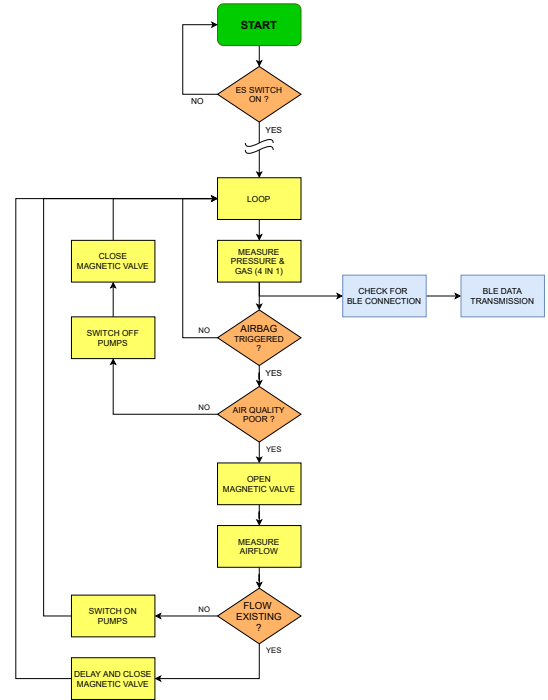 START
ES SWITCH
ON ?
NO
YES
LOOP
CLOSE
MAGNETIC VALVE
MEASURE
PRESSURE &
GAS (4 IN 1)
CHECK FOR
BLE CONNECTION
BLE DATA
TRANSMISSION
SWITCH OFF
PUMPS
NO
AIRBAG
TRIGGERED
?
YES
NO
AIR QUALITY
POOR ?
YES
OPEN
MAGNETIC VALVE
MEASURE
AIRFLOW
SWITCH ON
PUMPS
NO
FLOW
EXISTING
?
YES
DELAY AND CLOSE
MAGNETIC VALVE